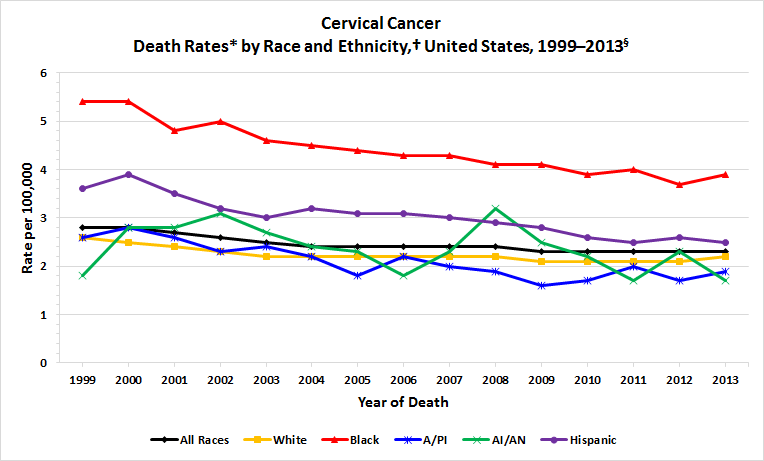 Cervical Cancer
Death Rates* by Race and Ethnicity,† United States, 1999–2013§
Rate per 100,000
6
5
4
3
2
1
0
1999 2000 2001 2002 2003 2004 2005 2006 2007 2008 2009 2010 2011 2012 2013
Year of Death
All Races White Black A/PI AI/AN Hispanic